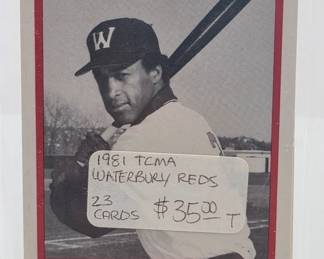 W
1981 TCMA
WATERBURY REDS
23
CARDS $35.00 T